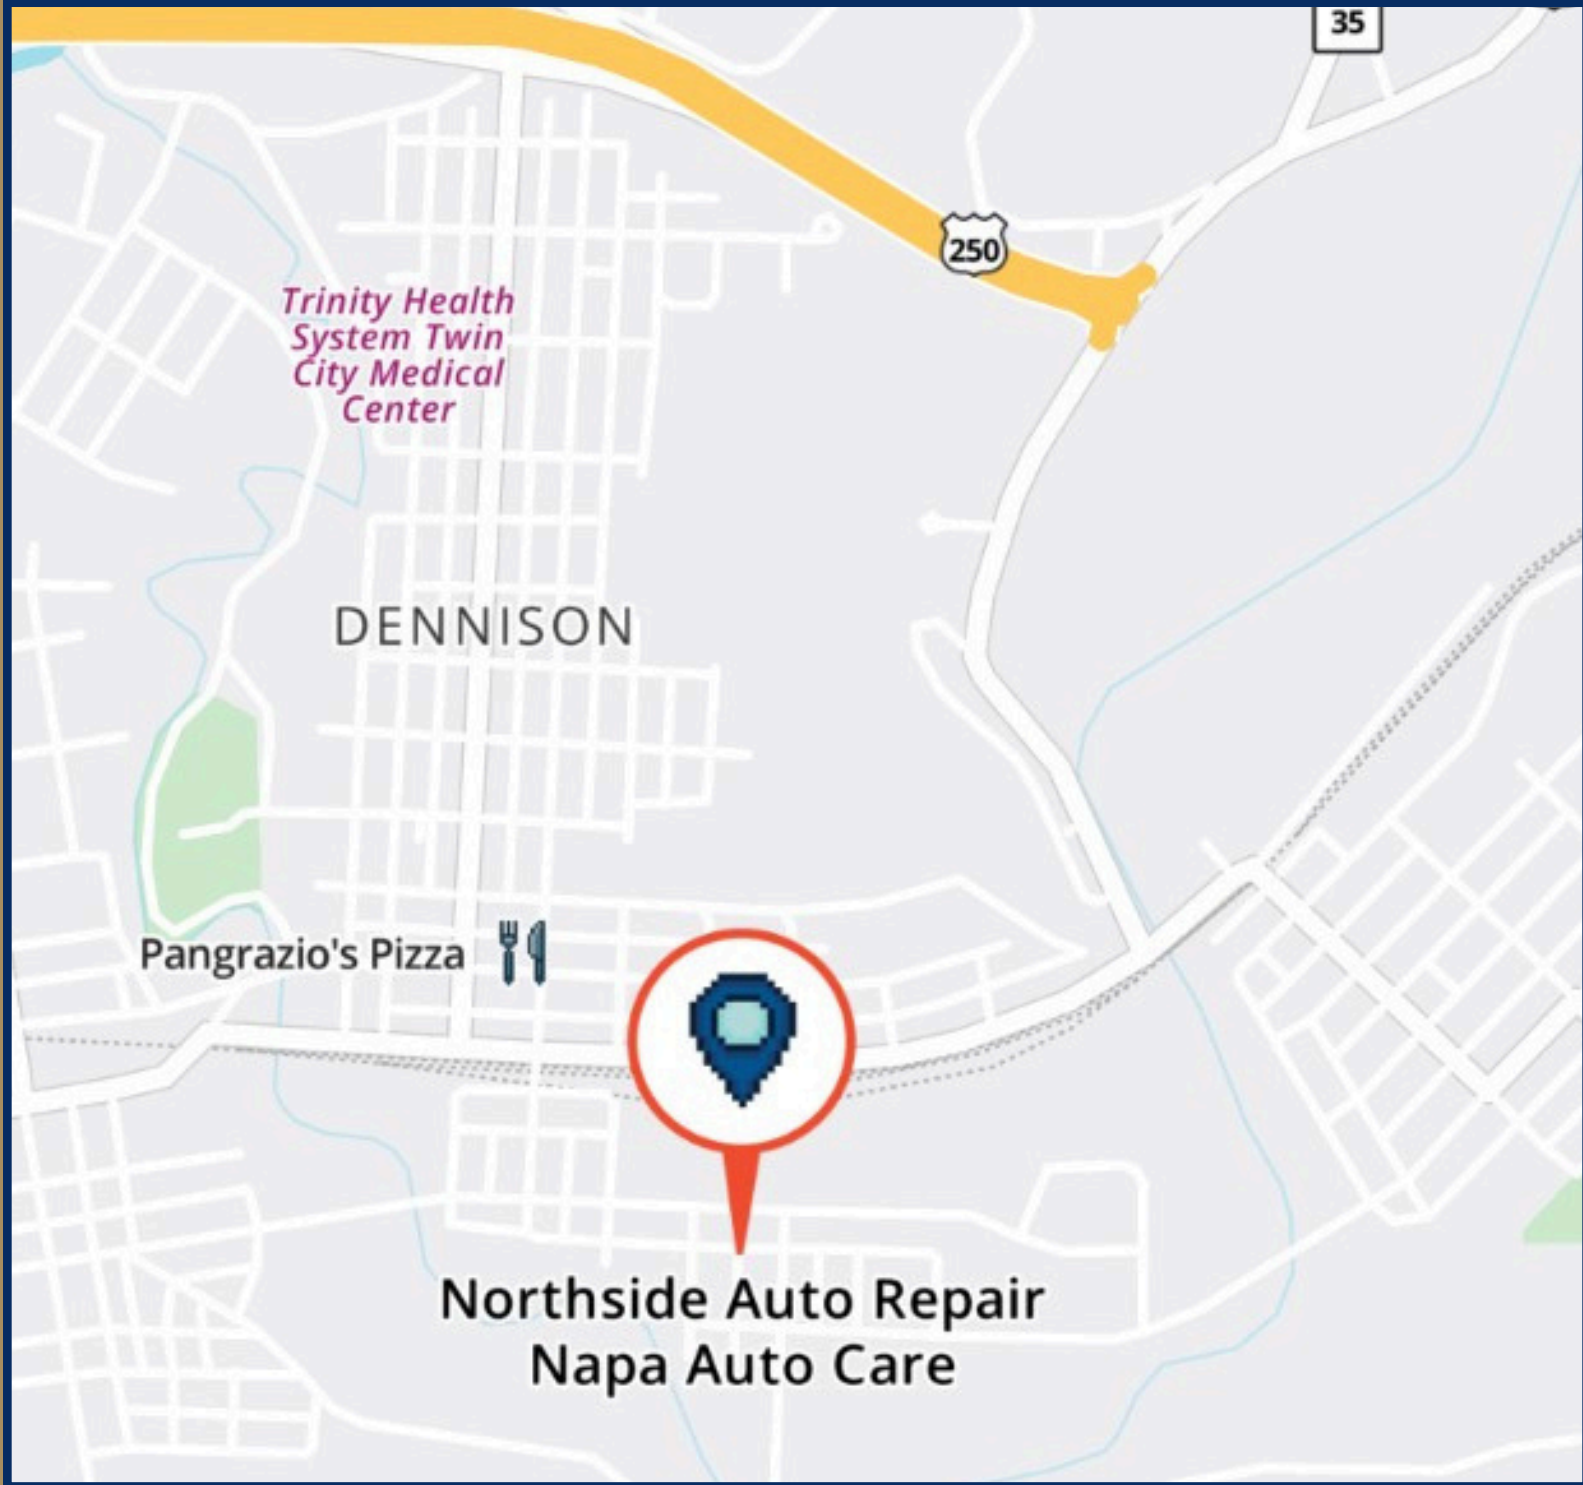 35
250
Trinity Health
System Twin
City Medical
Center
DENNISON
Pangrazio's Pizza
Northside Auto Repair
Napa Auto Care